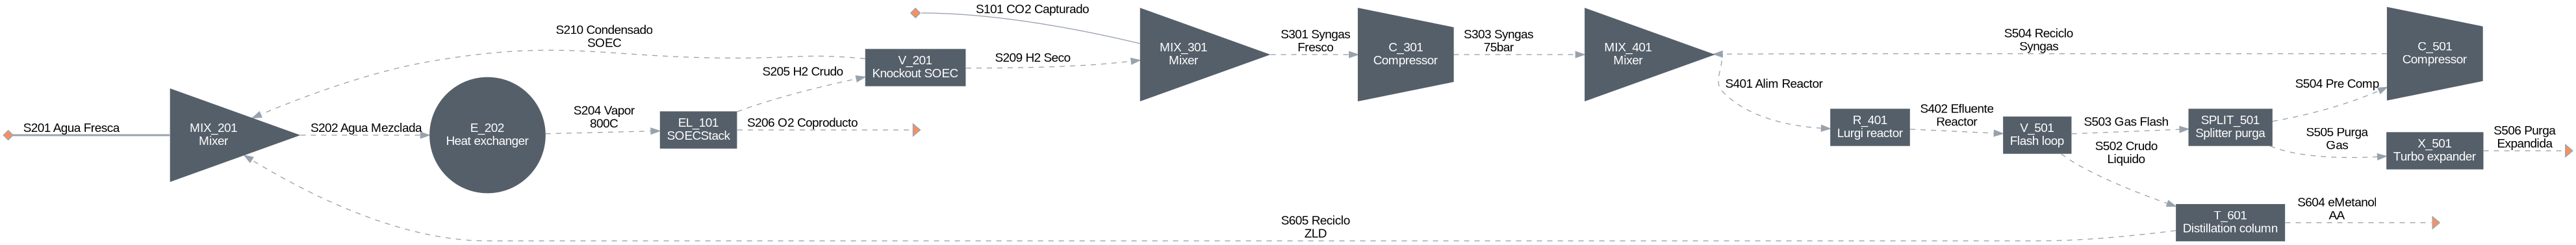 S101 CO2 Capturado
S210 Condensado
SOEC
S205 H2 Crudo
V_201
Knockout SOEC
S209 H2 Seco
MIX_301
Mixer
S301 Syngas
Fresco
C_301
Compressor
S303 Syngas
75bar
MIX_401
Mixer
S504 Reciclo
Syngas
C_501
Compressor
S201 Agua Fresca
MIX_201
Mixer
S202 Agua Mezclada
E_202
Heat exchanger
S204 Vapor
800C
EL_101
SOECStack
S206 O2 Coproducto
S401 Alim Reactor
R_401
Lurgi reactor
S402 Efluente
Reactor
V_501
Flash loop
S503 Gas Flash
S502 Crudo
Liquido
SPLIT_501
Splitter purga
S504 Pre Comp
S505 Purga
Gas
X_501
Turbo expander
S506 Purga
Expandida
S605 Reciclo
ZLD
T_601
Distillation column
S604 eMetanol
AA